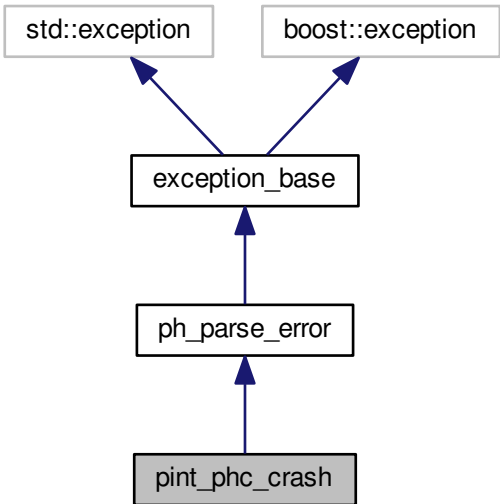 std::exception
boost::exception
exception_base
ph_parse_error
pint_phc_crash